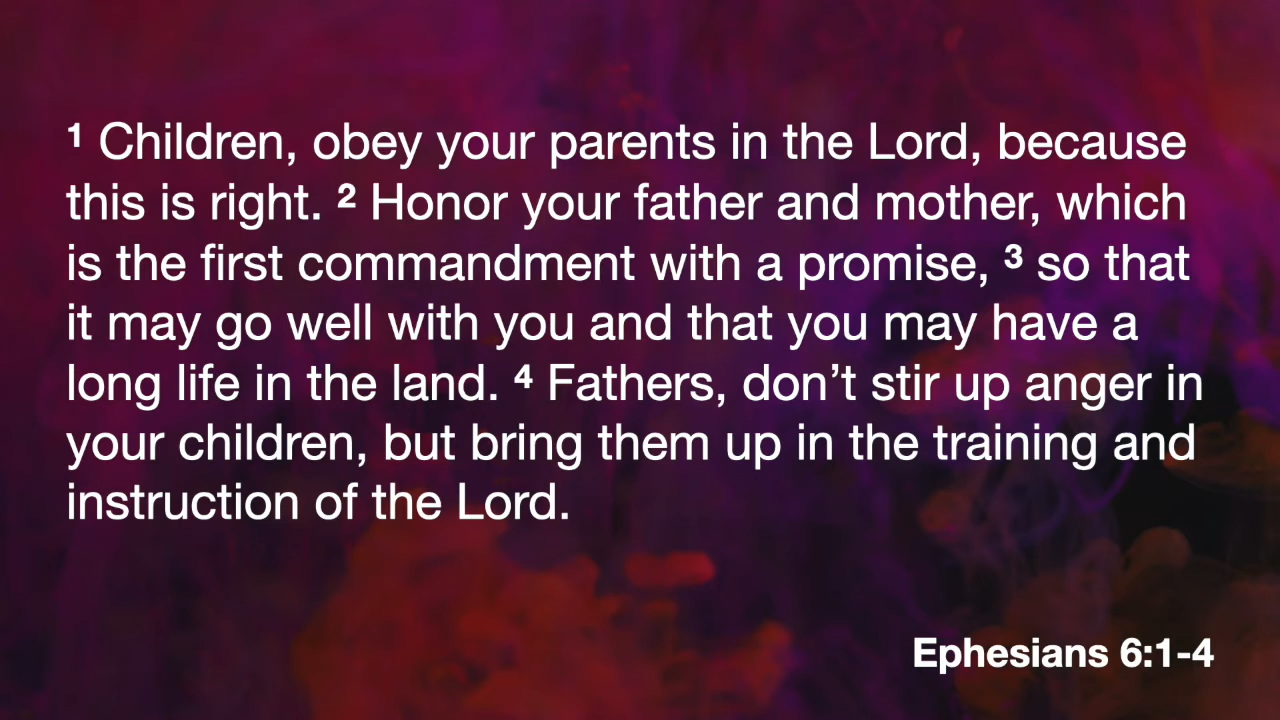 ¹ Children, obey your parents in the Lord, because
this is right. ² Honor your father and mother, which
is the first commandment with a promise, ³ so that
it may go well with you and that you may have a
long life in the land. ⁴ Fathers, don’t stir up anger in
your children, but bring them up in the training and
instruction of the Lord.
Ephesians 6:1-4